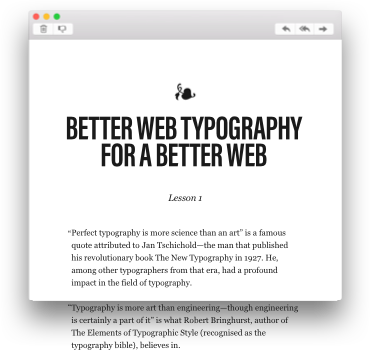 BETTER WEB TYPOGRAPHY
FOR A BETTER WEB
Lesson 1
“Perfect typography is more science than an art” is a famous
quote attributed to Jan Tschichold—the man that published
his revolutionary book The New Typography in 1927. He,
among other typographers from that era, had a profound
impact in the field of typography.
“Typography is more art than engineering—though engineering
is certainly a part of it” is what Robert Bringhurst, author of
The Elements of Typographic Style (recognised as the
typography bible), believes in.